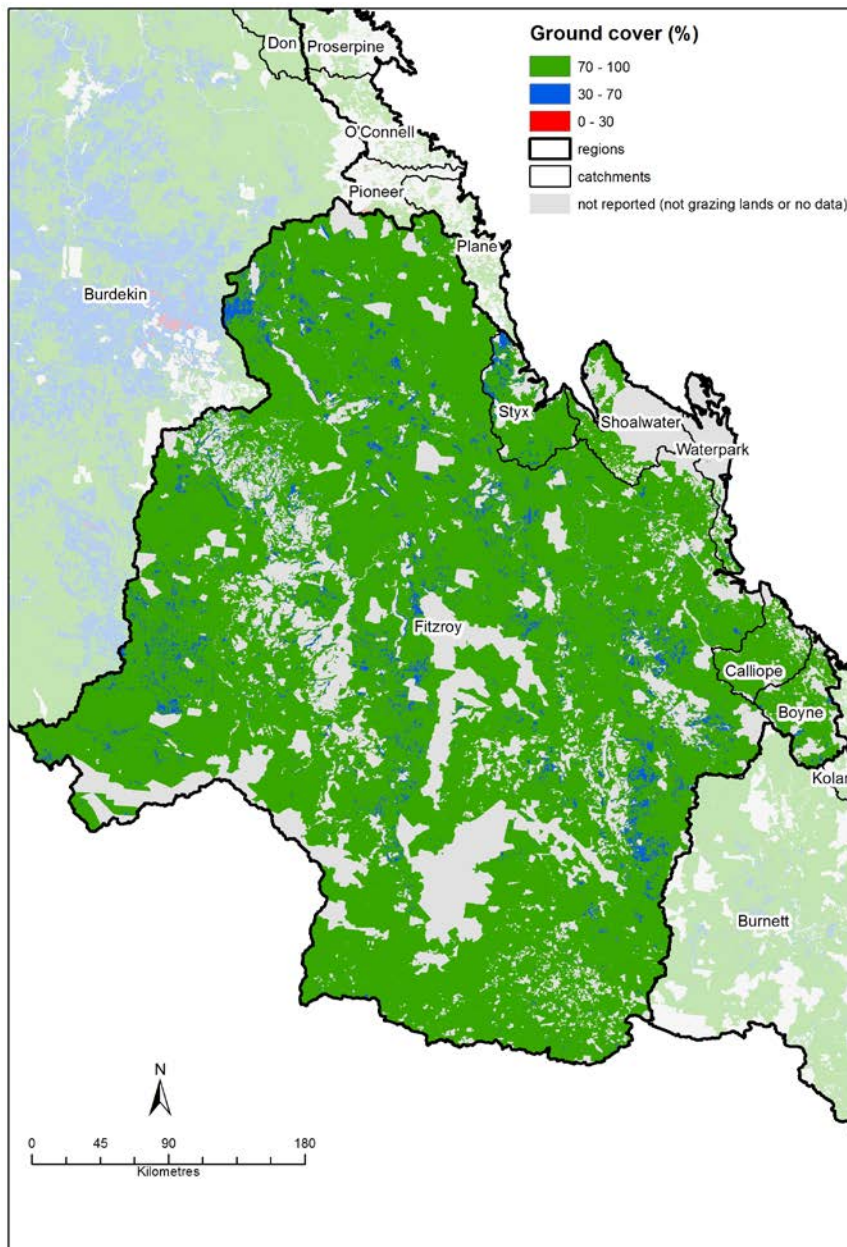 Ground cover (%)
70 - 100
30 - 70
0 - 30
regions
catchments
not reported (not grazing lands or no data)
Don
Proserpine
O'Connell
Pioneer
Plane
Burdekin
Styx
Shoalwater
Waterpark
Fitzroy
Calliope
Boyne
Kolan
Burnett
N
0 45 90 180
Kilometres